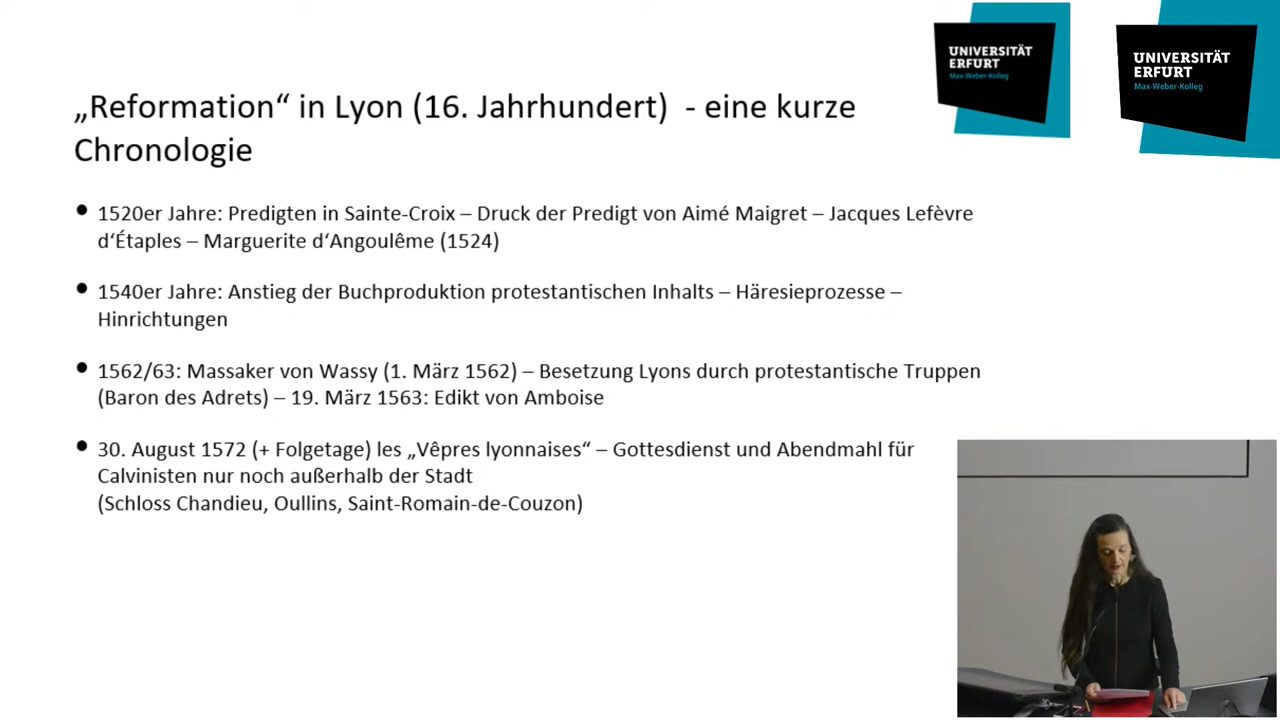 UNIVERSITÄT
ERFURT
Max-Weber-Kolleg
UNIVERSITÄT
ERFURT
Max-Weber-Kolleg
„Reformation“ in Lyon (16. Jahrhundert) - eine kurze
Chronologie
• 1520er Jahre: Predigten in Sainte-Croix – Druck der Predigt von Aimé Maigret – Jacques Lefèvre
d‘Étaples – Marguerite d‘Angoulême (1524)
• 1540er Jahre: Anstieg der Buchproduktion protestantischen Inhalts – Häresieprozesse –
Hinrichtungen
• 1562/63: Massaker von Wassy (1. März 1562) – Besetzung Lyons durch protestantische Truppen
(Baron des Adrets) – 19. März 1563: Edikt von Amboise
• 30. August 1572 (+ Folgetage) les „Vêpres lyonnaises“ – Gottesdienst und Abendmahl für
Calvinisten nur noch außerhalb der Stadt
(Schloss Chandieu, Oullins, Saint-Romain-de-Couzon)